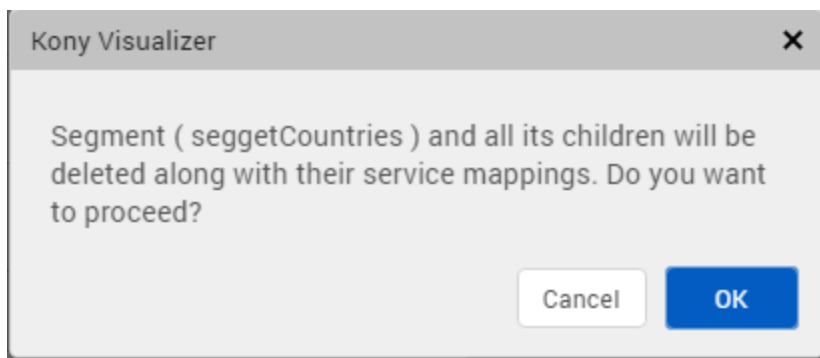 Kony Visualizer
Segment ( seggetCountries ) and all its children will be
deleted along with their service mappings. Do you want
to proceed?
Cancel
OK